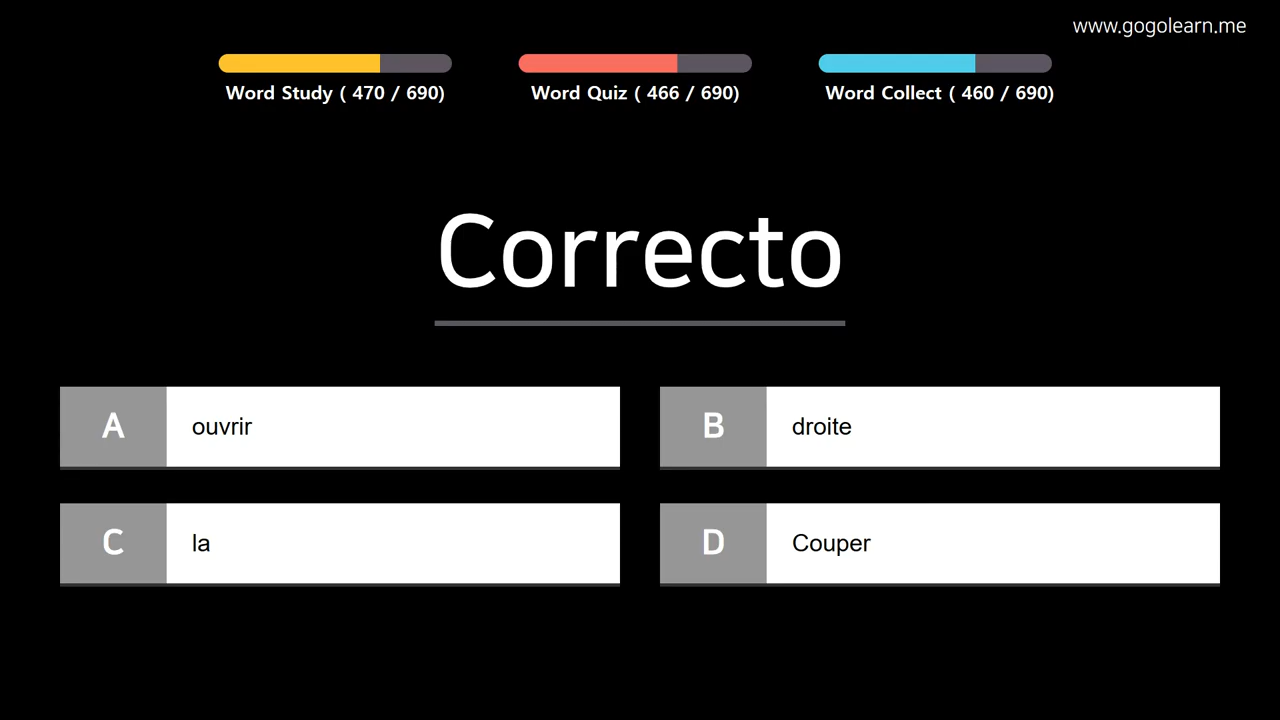 www.gogolearn.me
Word Study ( 470 / 690)
Word Quiz ( 466 / 690)
Word Collect ( 460 / 690)
Correcto
A ouvrir
B droite
C la
D Couper